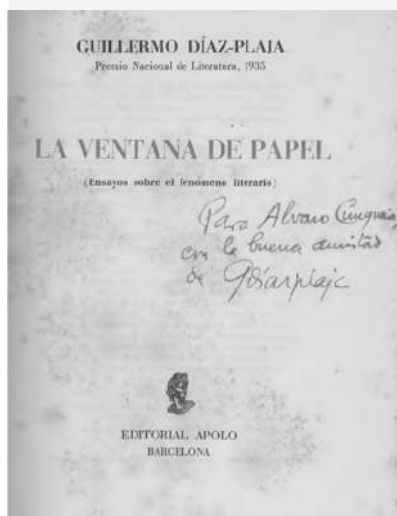 GUILLERMO DÍAZ-PLAJA
Premio Nacional de Literatura, 1935
LA VENTANA DE PAPEL
(Ensayos sobre el fenómeno literario)
Para Alvaro Cunqueiro,
con la buena amistad
de GDíazplaja
EDITORIAL APOLO
BARCELONA